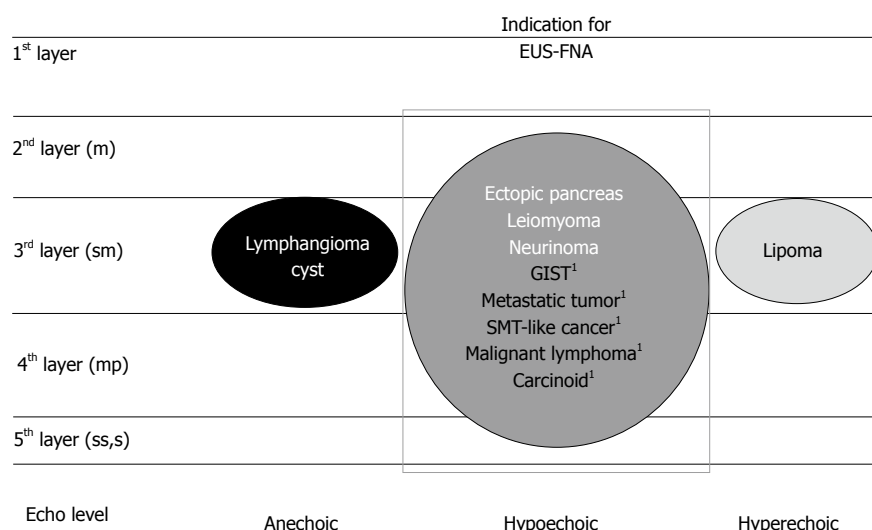 Indication for
EUS-FNA
1st layer
2nd layer (m)
3rd layer (sm)
4th layer (mp)
5th layer (ss,s)
Lymphangioma
cyst
Ectopic pancreas
Leiomyoma
Neurinoma
GIST¹
Metastatic tumor¹
SMT-like cancer¹
Malignant lymphoma¹
Carcinoid¹
Lipoma
Echo level
Anechoic
Hypoechoic
Hyperechoic